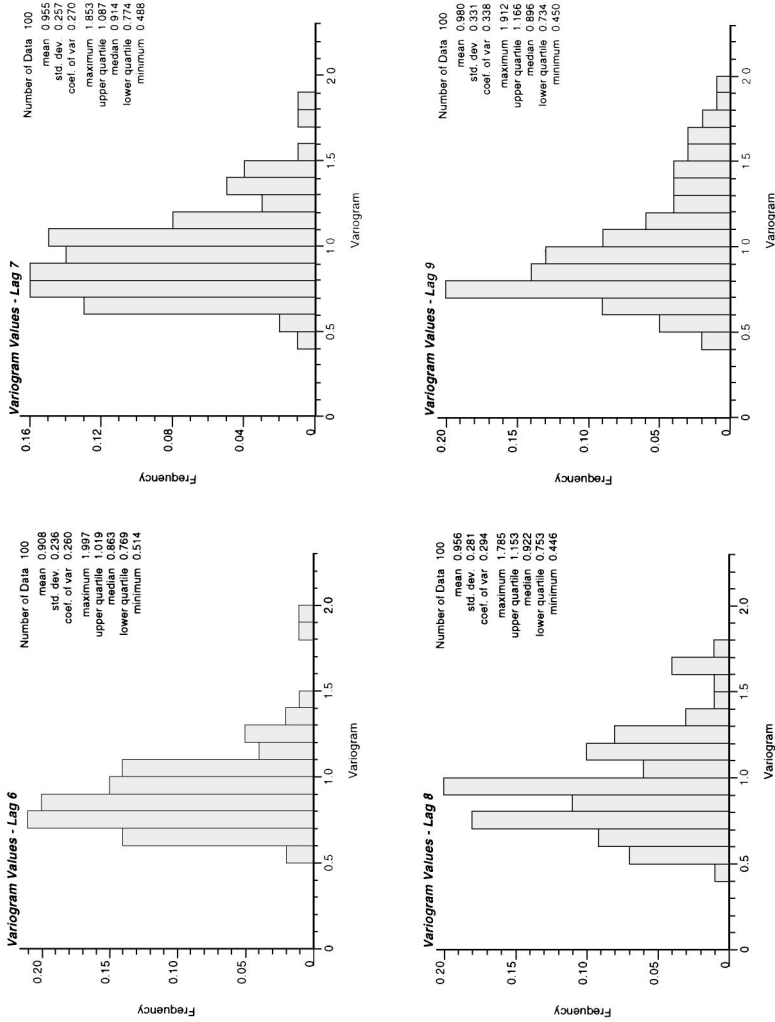 Variogram Values - Lag 6
Frequency
0.20
0.10
0.00
0
0.5
1.0
1.5
2.0
Variogram
Number of Data 100
mean 0.908
std. dev. 0.236
coef. of var 0.260
maximum 1.997
upper quartile 1.019
median 0.863
lower quartile 0.769
minimum 0.514
Variogram Values - Lag 7
Frequency
0.16
0.12
0.08
0.04
0
0
0.5
1.0
1.5
2.0
Variogram
Number of Data 100
mean 0.955
std. dev. 0.257
coef. of var 0.270
maximum 1.853
upper quartile 1.087
median 0.914
lower quartile 0.774
minimum 0.488
Variogram Values - Lag 8
Frequency
0.20
0.15
0.10
0.05
0
0
0.5
1.0
1.5
2.0
Variogram
Number of Data 100
mean 0.956
std. dev. 0.281
coef. of var 0.294
maximum 1.785
upper quartile 1.153
median 0.922
lower quartile 0.753
minimum 0.446
Variogram Values - Lag 9
Frequency
0.20
0.15
0.10
0.05
0
0
0.5
1.0
1.5
2.0
Variogram
Number of Data 100
mean 0.980
std. dev. 0.331
coef. of var 0.338
maximum 1.912
upper quartile 1.166
median 0.896
lower quartile 0.734
minimum 0.450